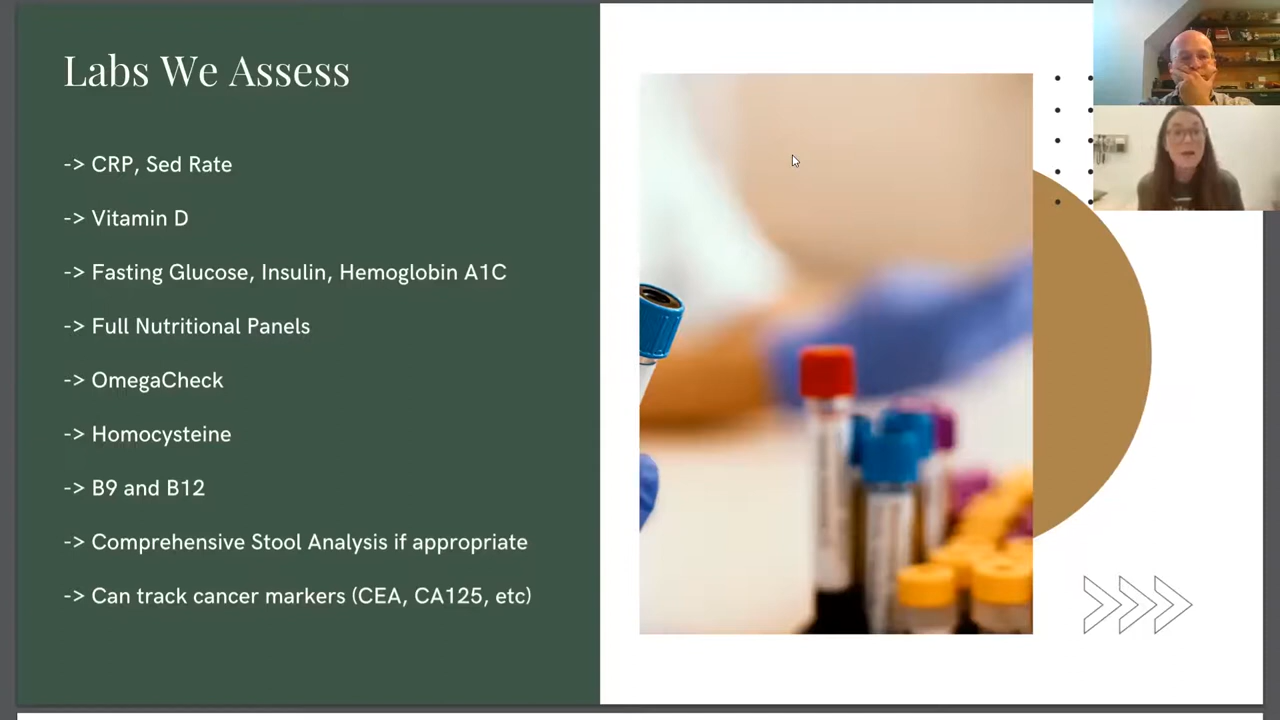 Labs We Assess
-> CRP, Sed Rate
-> Vitamin D
-> Fasting Glucose, Insulin, Hemoglobin A1C
-> Full Nutritional Panels
-> OmegaCheck
-> Homocysteine
-> B9 and B12
-> Comprehensive Stool Analysis if appropriate
-> Can track cancer markers (CEA, CA125, etc)